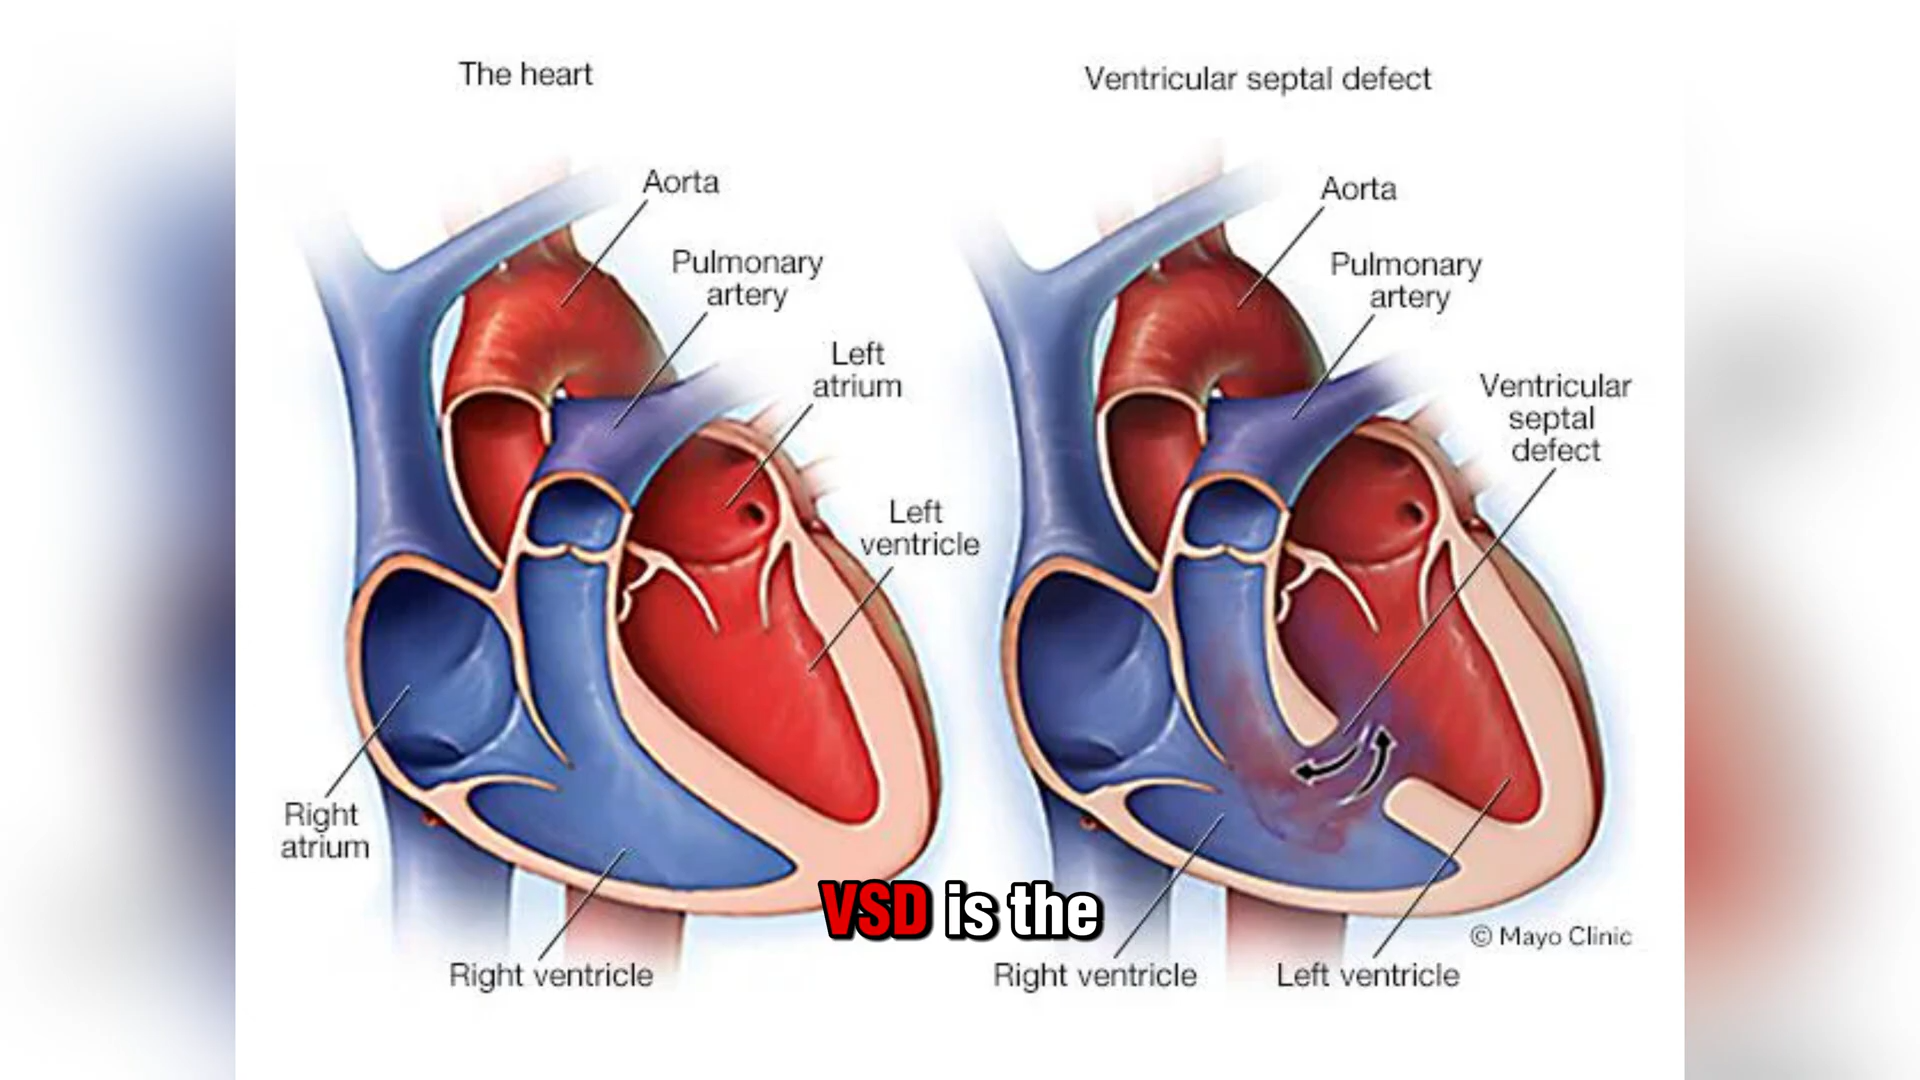 The heart
Aorta
Pulmonary
artery
Left
atrium
Left
ventricle
Right
atrium
Right ventricle
Ventricular septal defect
Aorta
Pulmonary
artery
Ventricular
septal
defect
Right ventricle
Left ventricle
© Mayo Clinic
VSD is the